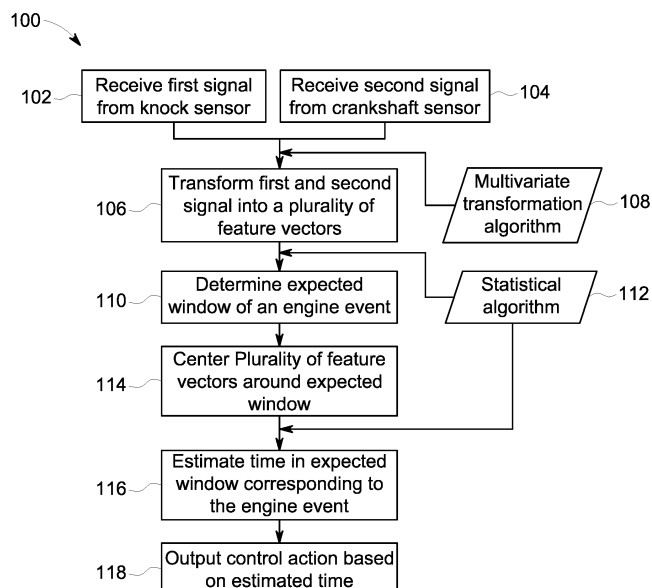 100
Receive first signal
from knock sensor
102
Receive second signal
from crankshaft sensor
104
Transform first and second
signal into a plurality of
feature vectors
106
Multivariate
transformation
algorithm
108
Determine expected
window of an engine event
110
Statistical
algorithm
112
Center Plurality of feature
vectors around expected
window
114
Estimate time in expected
window corresponding to
the engine event
116
Output control action based
on estimated time
118